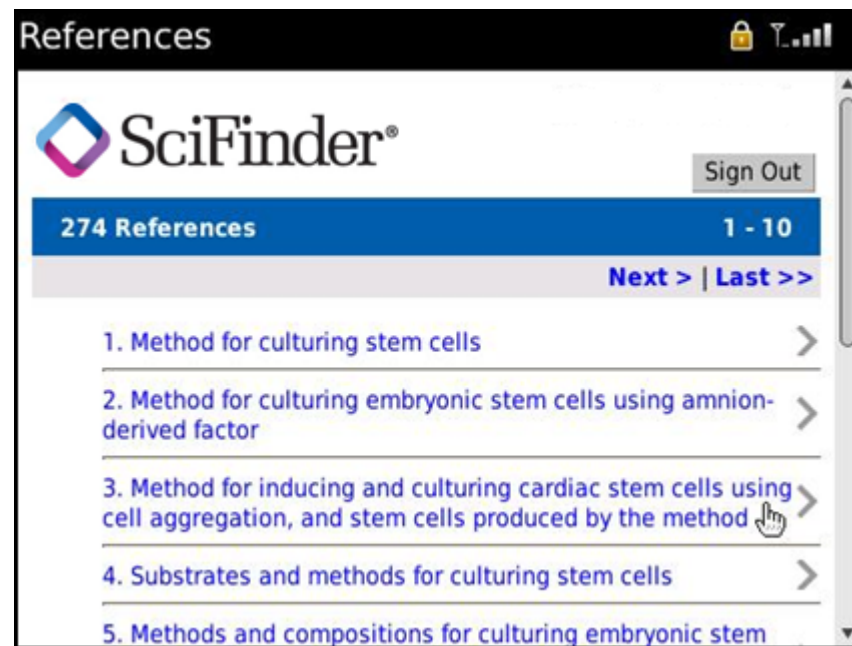 References
SciFinder®
Sign Out
274 References 1 - 10
Next > | Last >>
1. Method for culturing stem cells
2. Method for culturing embryonic stem cells using amnion-
derived factor
3. Method for inducing and culturing cardiac stem cells using
cell aggregation, and stem cells produced by the method
4. Substrates and methods for culturing stem cells
5. Methods and compositions for culturing embryonic stem